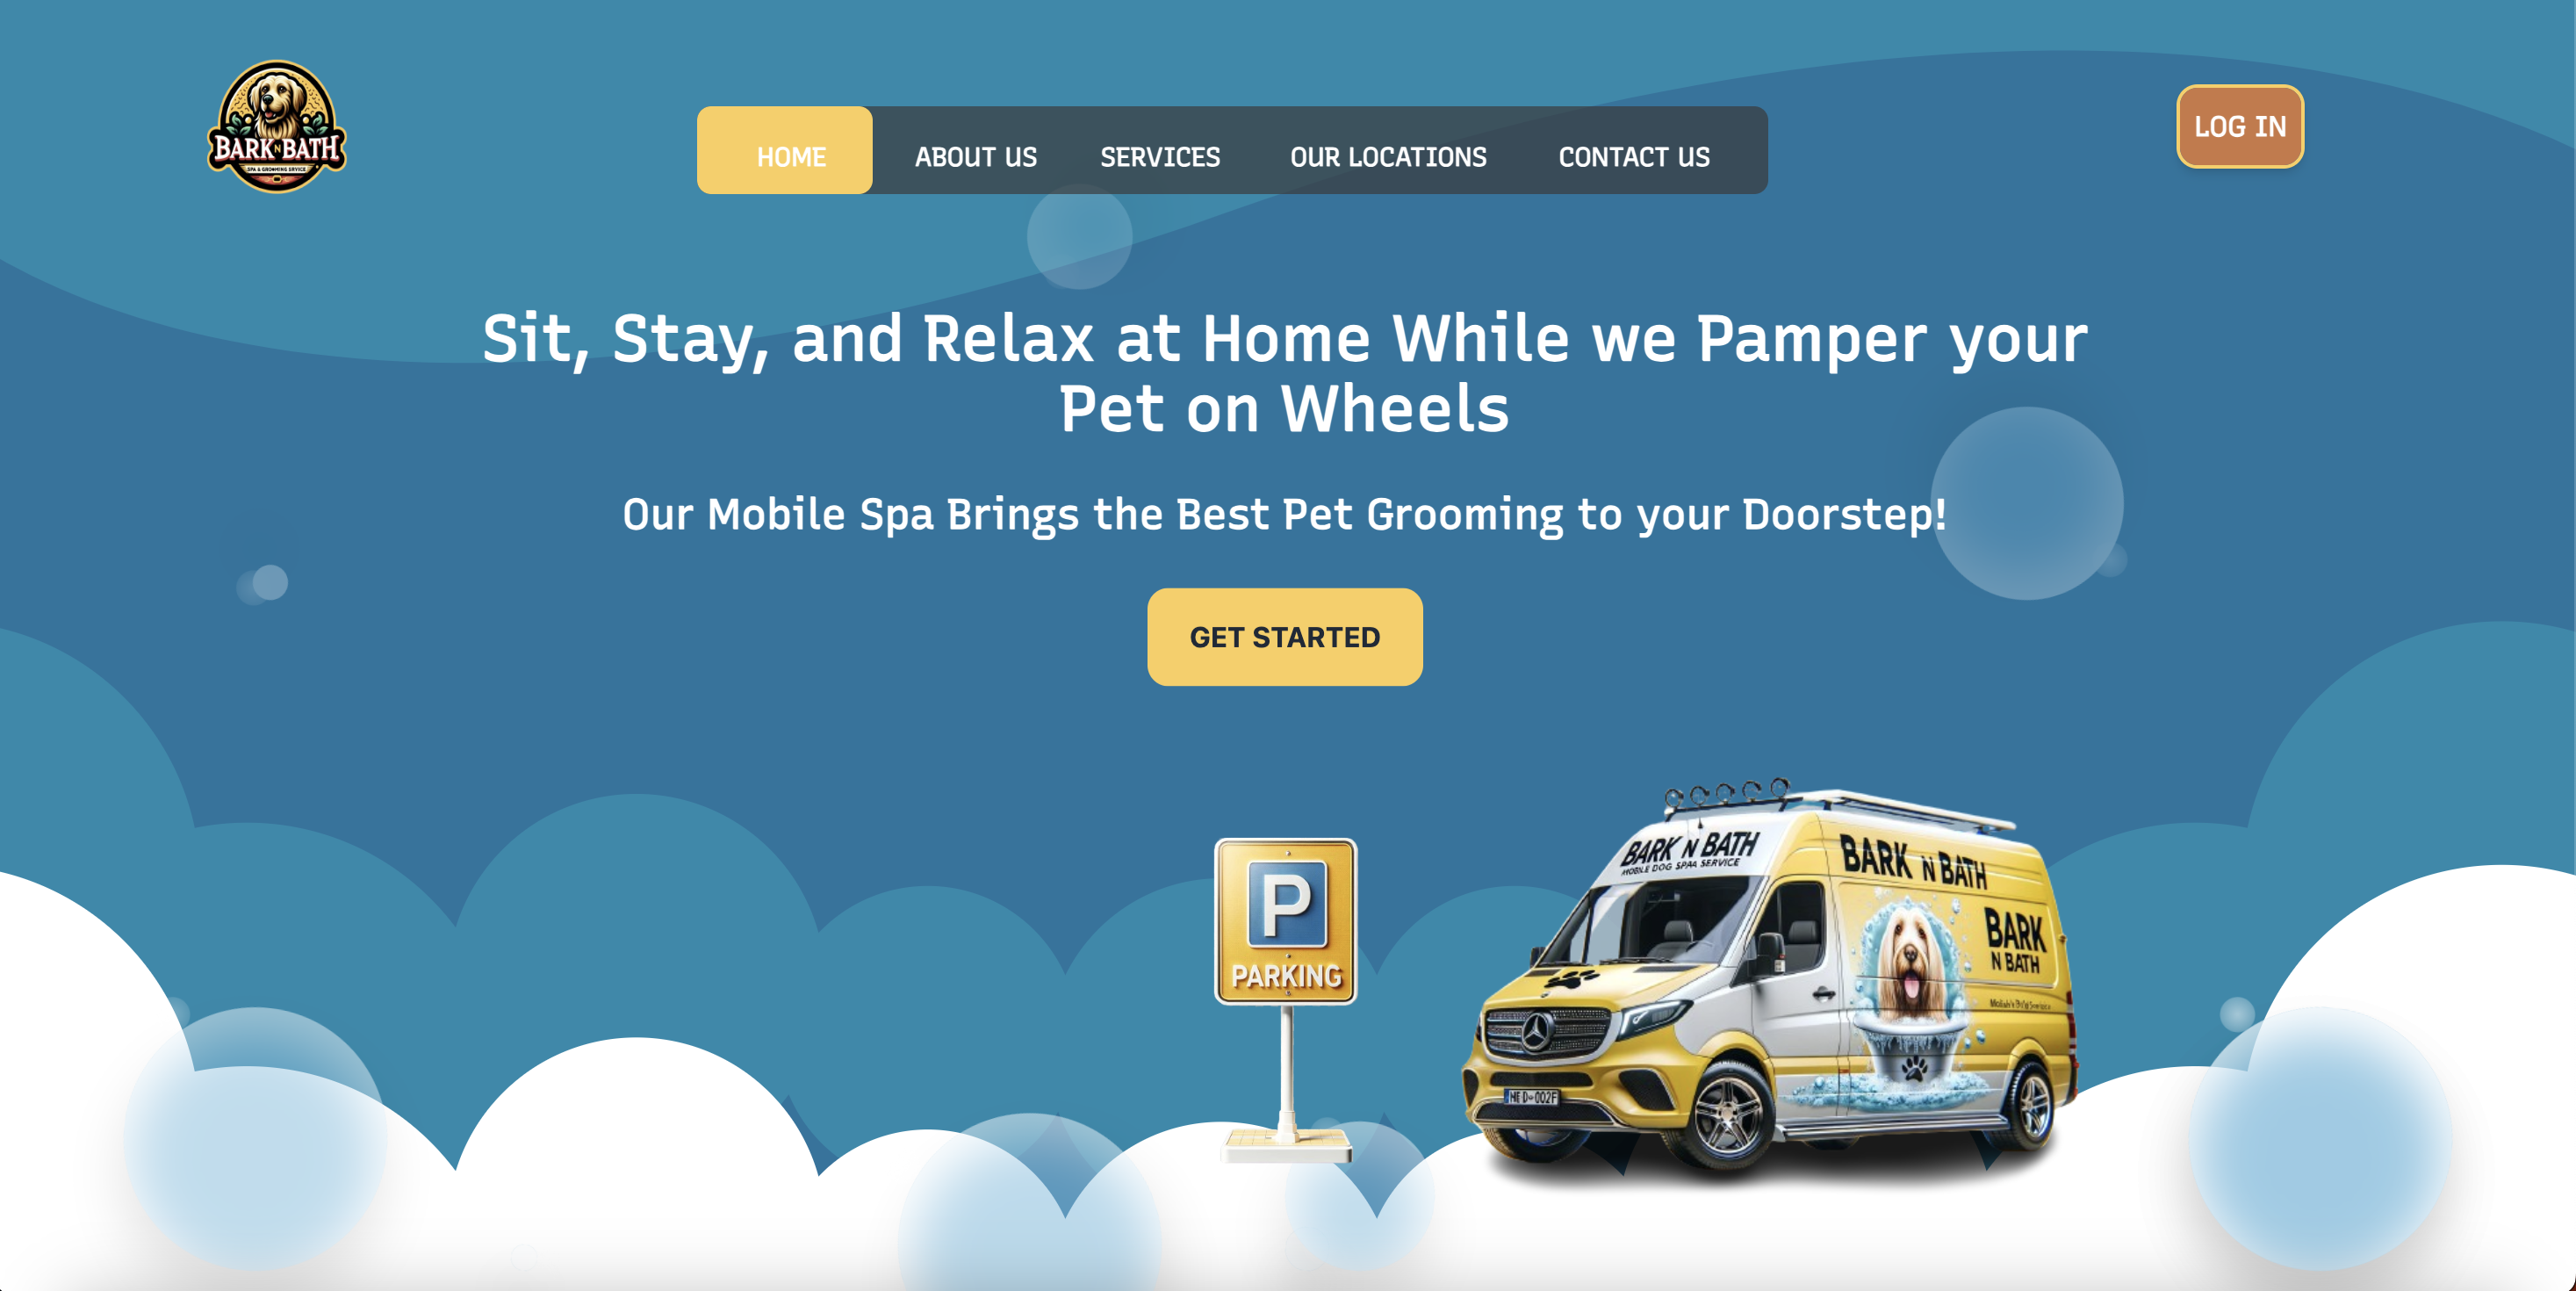 BARK N BATH
SPA & GROOMING SERVICE
HOME
ABOUT US
SERVICES
OUR LOCATIONS
CONTACT US
LOG IN
Sit, Stay, and Relax at Home While we Pamper your
Pet on Wheels
Our Mobile Spa Brings the Best Pet Grooming to your Doorstep!
GET STARTED
P
PARKING
BARK N BATH
MOBILE DOG SPAA SERVICE
BARK N BATH
BARK
N BATH